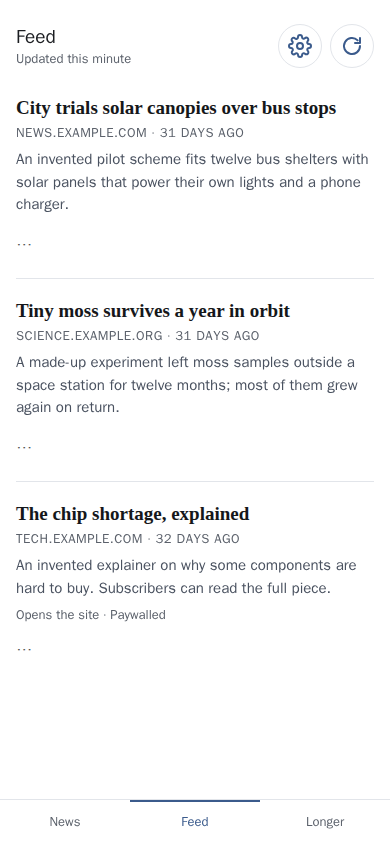 Feed
Updated this minute
City trials solar canopies over bus stops
NEWS.EXAMPLE.COM · 31 DAYS AGO
An invented pilot scheme fits twelve bus shelters with
solar panels that power their own lights and a phone
charger.
...
Tiny moss survives a year in orbit
SCIENCE.EXAMPLE.ORG · 31 DAYS AGO
A made-up experiment left moss samples outside a
space station for twelve months; most of them grew
again on return.
...
The chip shortage, explained
TECH.EXAMPLE.COM · 32 DAYS AGO
An invented explainer on why some components are
hard to buy. Subscribers can read the full piece.
Opens the site · Paywalled
...
News
Feed
Longer